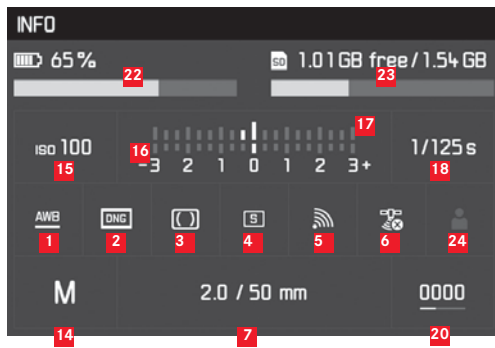 INFO
65% SD 1.01GB free/1.54GB
22 23
17
ISO 100 1/125s
16
-3 2 1 0 1 2 3+
15 18
AWB DNG ( ) S
1 2 3 4 5 6 24
M 2.0 / 50 mm 0000
14 7 20